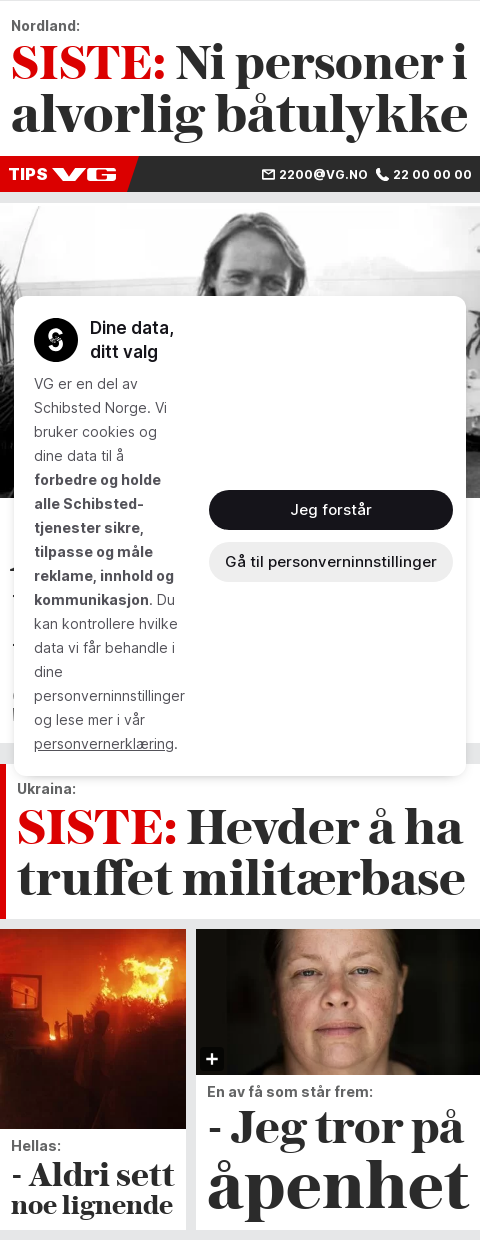 Nordland:
SISTE: Ni personer i
alvorlig båtulykke
TIPS VG
2200@VG.NO 22 00 00 00
Dine data,
ditt valg
VG er en del av
Schibsted Norge. Vi
bruker cookies og
dine data til å
forbedre og holde
alle Schibsted-
tjenester sikre,
tilpasse og måle
reklame, innhold og
kommunikasjon. Du
kan kontrollere hvilke
data vi får behandle i
dine
personverninnstillinger
og lese mer i vår
personvernerklæring.
Jeg forstår
Gå til personverninnstillinger
Ukraina:
SISTE: Hevder å ha
truffet militærbase
Hellas:
- Aldri sett
noe lignende
En av få som står frem:
- Jeg tror på
åpenhet